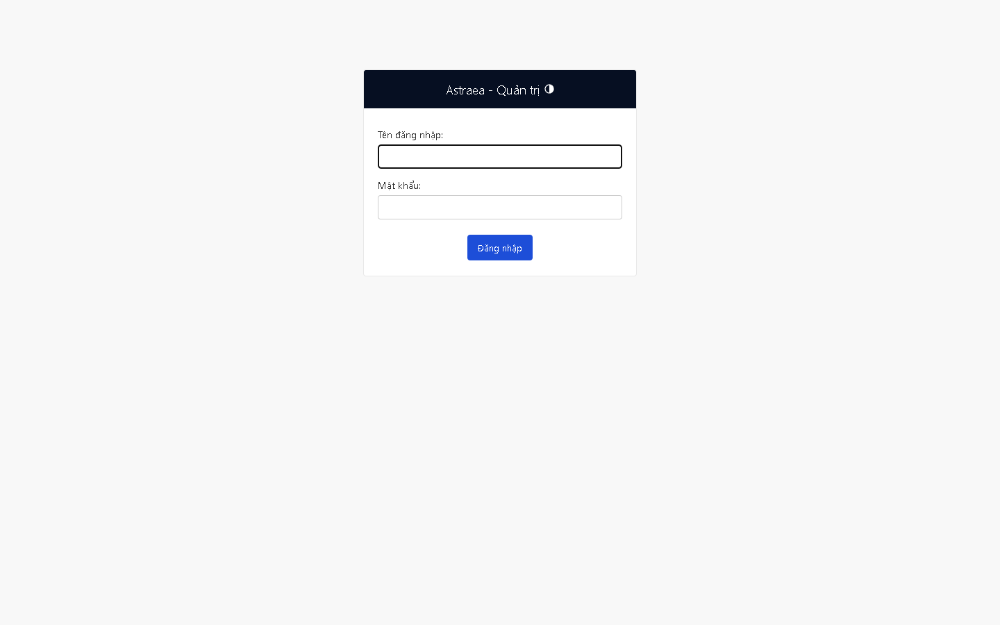 Astraea - Quản trị
Tên đăng nhập:
Mật khẩu:
Đăng nhập